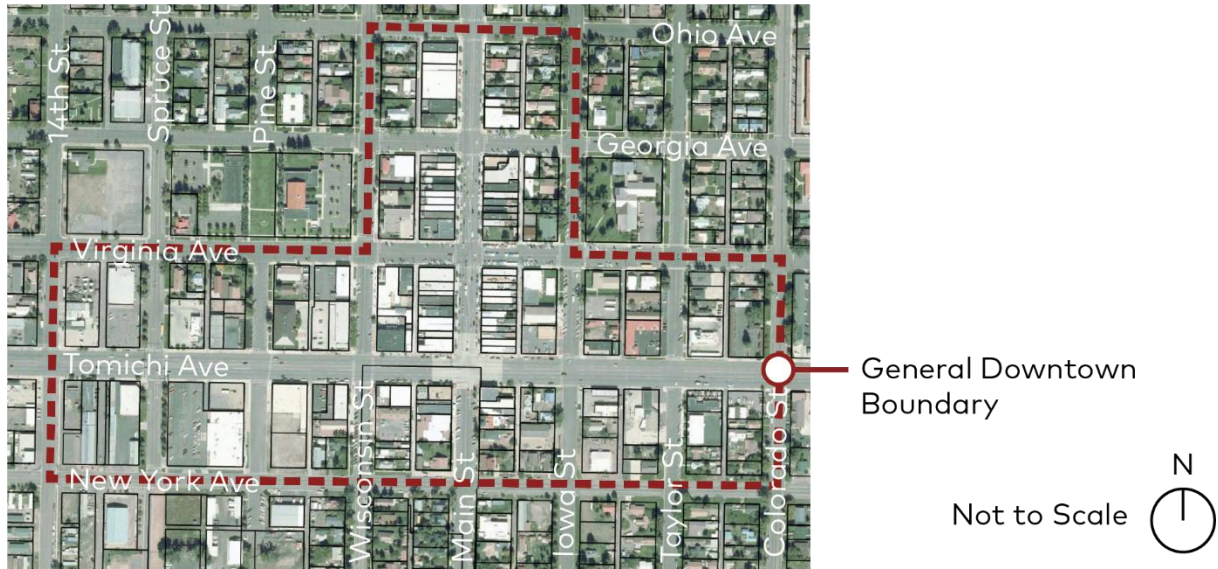 14th St
Spruce St
Pine St
Ohio Ave
Georgia Ave
Virginia Ave
Tomichi Ave
General Downtown
Boundary
New York Ave
Wisconsin St
Main St
Iowa St
Taylor St
Colorado St
N
Not to Scale